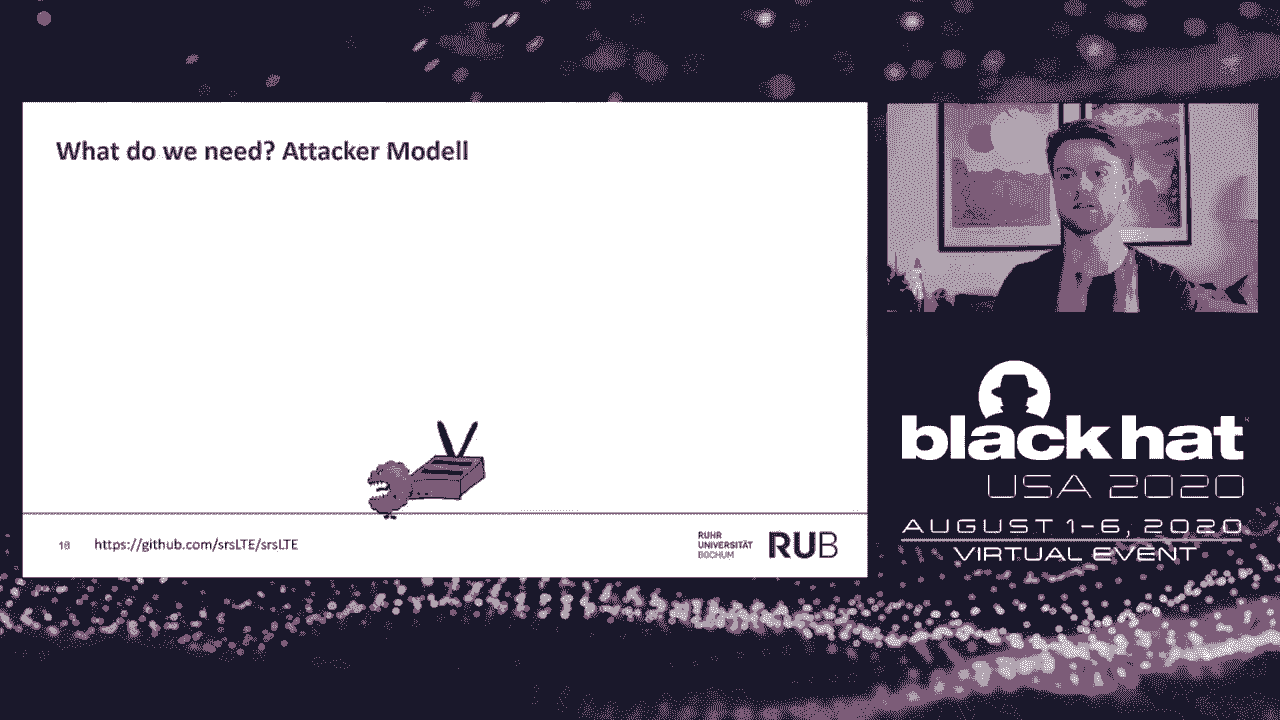 What do we need? Attacker Modell
10
https://github.com/srsLTE/srsLTE
RUHR
UNIVERSITÄT
BOCHUM
RUB
black hat
USA 2020
AUGUST 1-6, 2020
VIRTUAL EVENT